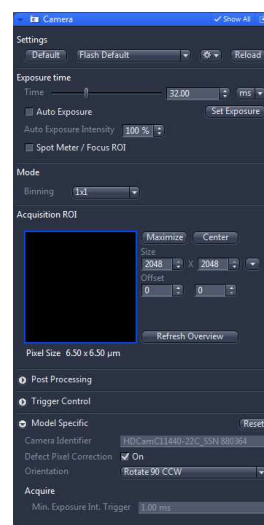 Camera Show All
Settings
Default Flash Default Reload
Exposure time
Time 32.00 ms
Auto Exposure Set Exposure
Auto Exposure Intensity 100 %
Spot Meter / Focus ROI
Mode
Binning 1x1
Acquisition ROI
Maximize Center
Size
2048 X 2048
Offset
0 0
Refresh Overview
Pixel Size 6.50 x 6.50 µm
Post Processing
Trigger Control
Model Specific Reset
Camera Identifier HDCamC11440-22C_SSN 880364
Defect Pixel Correction On
Orientation Rotate 90 CCW
Acquire
Min. Exposure Int. Trigger 1.00 ms